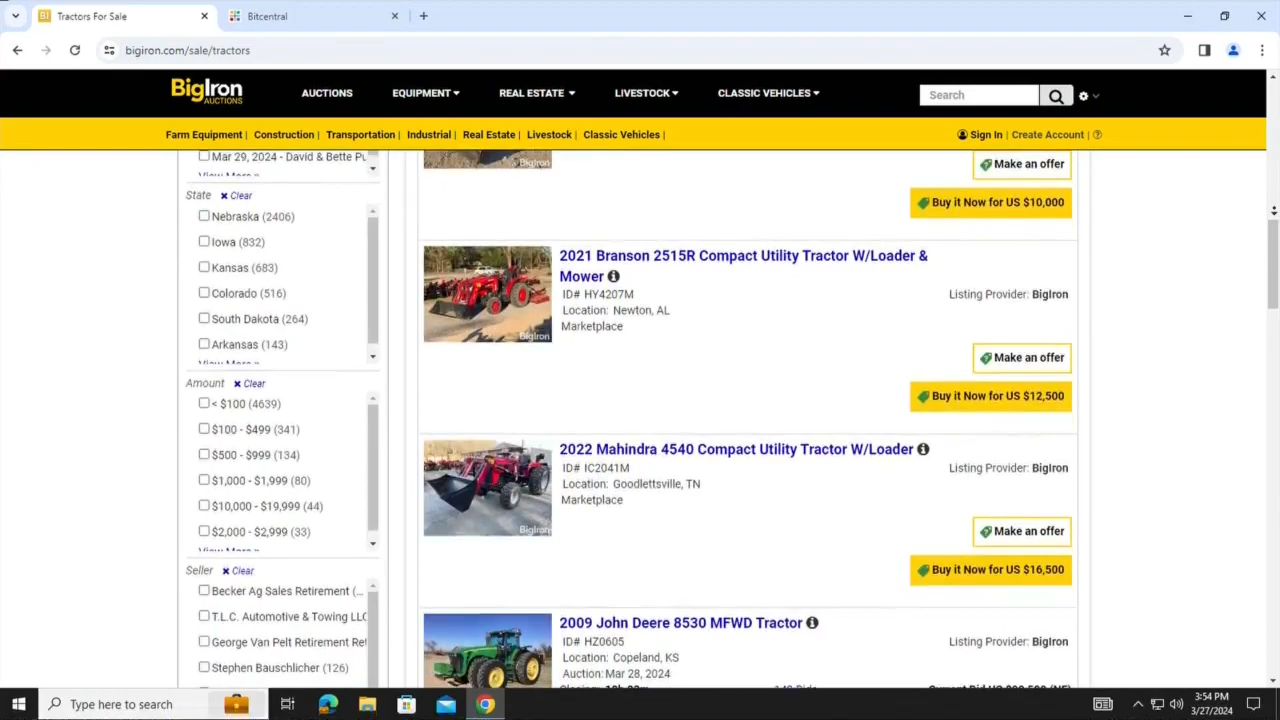 Tractors For Sale
Bitcentral
bigiron.com/sale/tractors
BigIron
AUCTIONS
AUCTIONS EQUIPMENT REAL ESTATE LIVESTOCK CLASSIC VEHICLES
Search
Farm Equipment | Construction | Transportation | Industrial | Real Estate | Livestock | Classic Vehicles |
Sign In | Create Account |
Mar 29, 2024 - David & Bette Pu
View More »
State Clear
Nebraska (2406)
Iowa (832)
Kansas (683)
Colorado (516)
South Dakota (264)
Arkansas (143)
View More »
Amount Clear
< $100 (4639)
$100 - $499 (341)
$500 - $999 (134)
$1,000 - $1,999 (80)
$10,000 - $19,999 (44)
$2,000 - $2,999 (33)
View More »
Seller Clear
Becker Ag Sales Retirement (...
T.L.C. Automotive & Towing LLC
George Van Pelt Retirement Ret
Stephen Bauschlicher (126)
BigIron
Make an offer
Buy it Now for US $10,000
2021 Branson 2515R Compact Utility Tractor W/Loader &
Mower
ID# HY4207M
Location: Newton, AL
Marketplace
Listing Provider: BigIron
BigIron
Make an offer
Buy it Now for US $12,500
2022 Mahindra 4540 Compact Utility Tractor W/Loader
ID# IC2041M
Location: Goodlettsville, TN
Marketplace
Listing Provider: BigIron
BigIron
Make an offer
Buy it Now for US $16,500
2009 John Deere 8530 MFWD Tractor
ID# HZ0605
Location: Copeland, KS
Auction: Mar 28, 2024
Listing Provider: BigIron
Type here to search
3:54 PM
3/27/2024